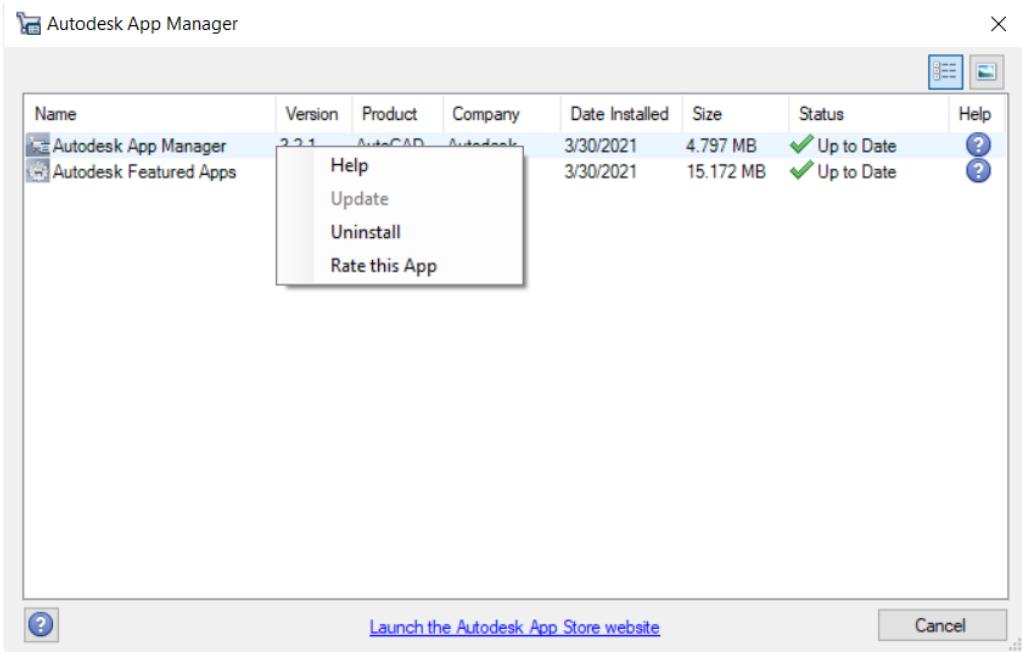 Autodesk App Manager
Name Version Product Company Date Installed Size Status Help
Autodesk App Manager 3/30/2021 4.797 MB Up to Date
Autodesk Featured Apps 3/30/2021 15.172 MB Up to Date
Help
Update
Uninstall
Rate this App
Launch the Autodesk App Store website
Cancel